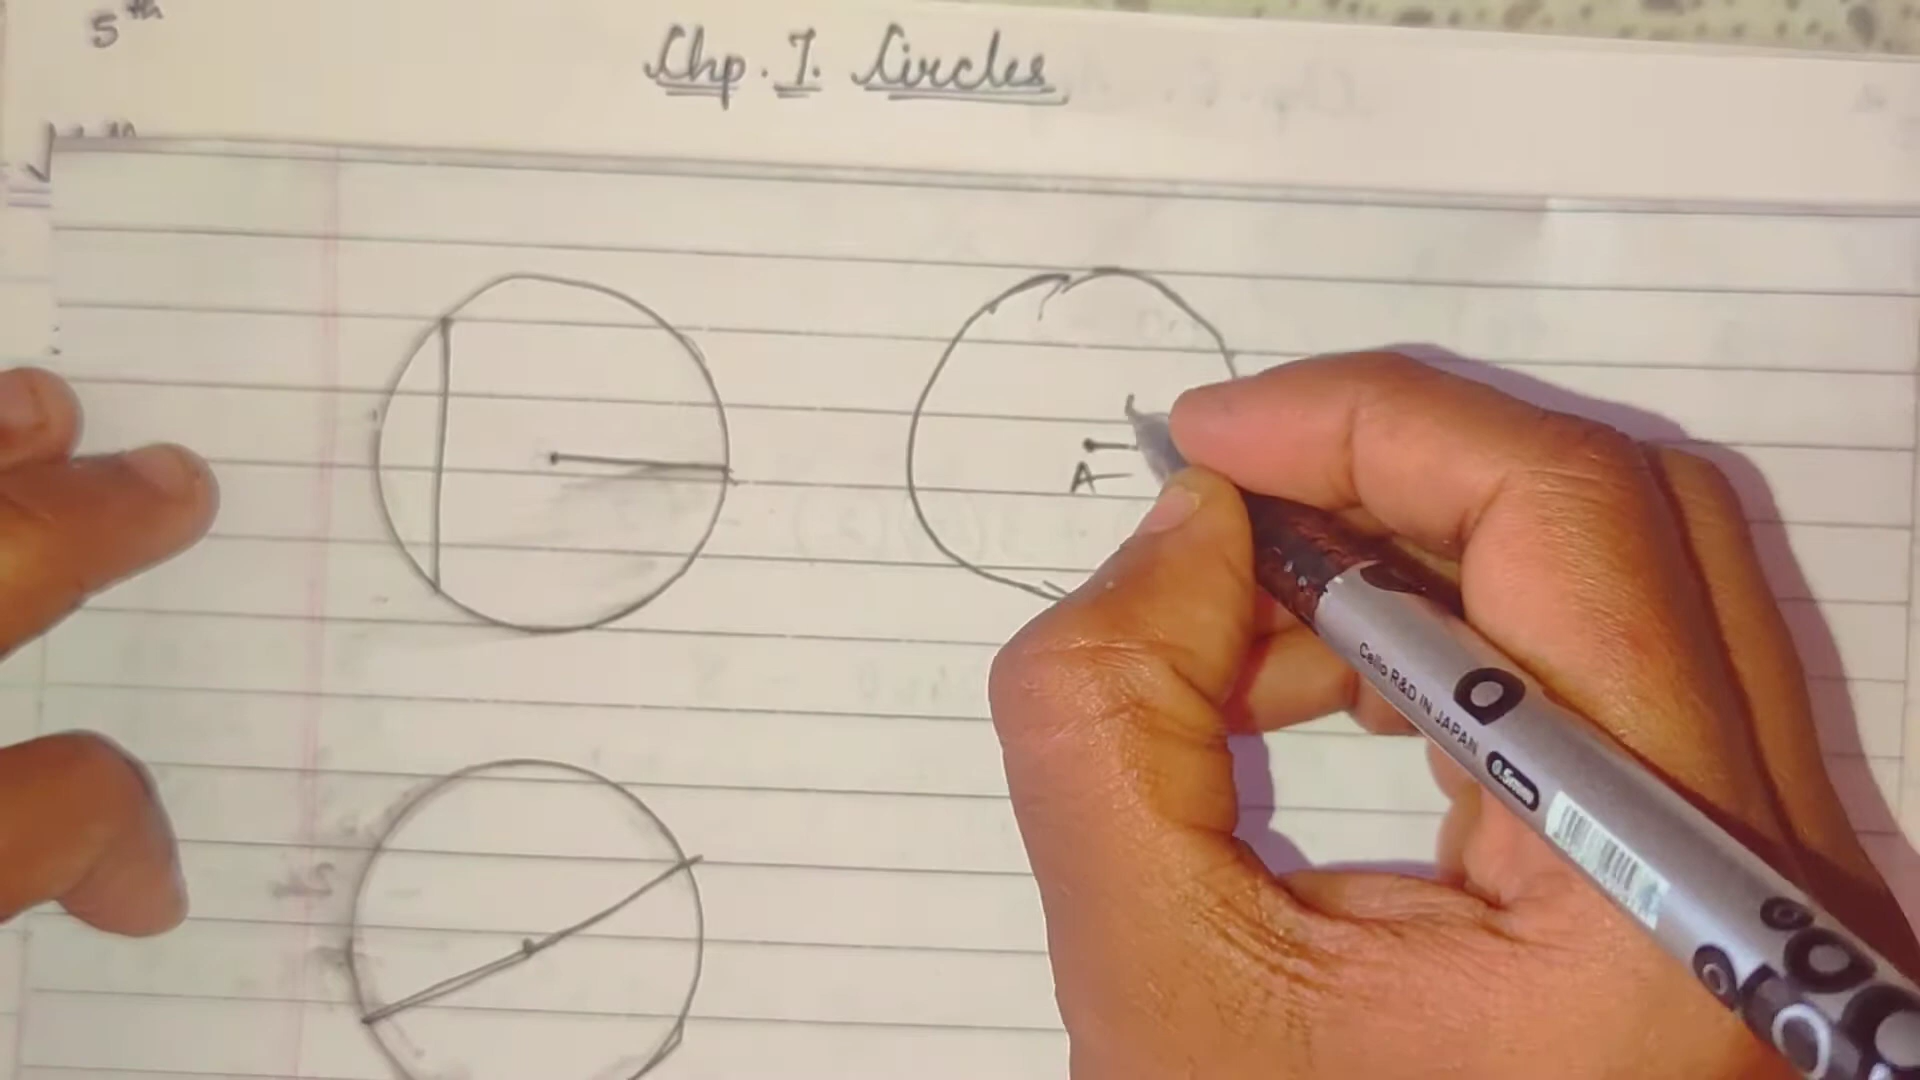 5th
Chp. 7. Circles
A
Cello R&D IN JAPAN
0.5mm